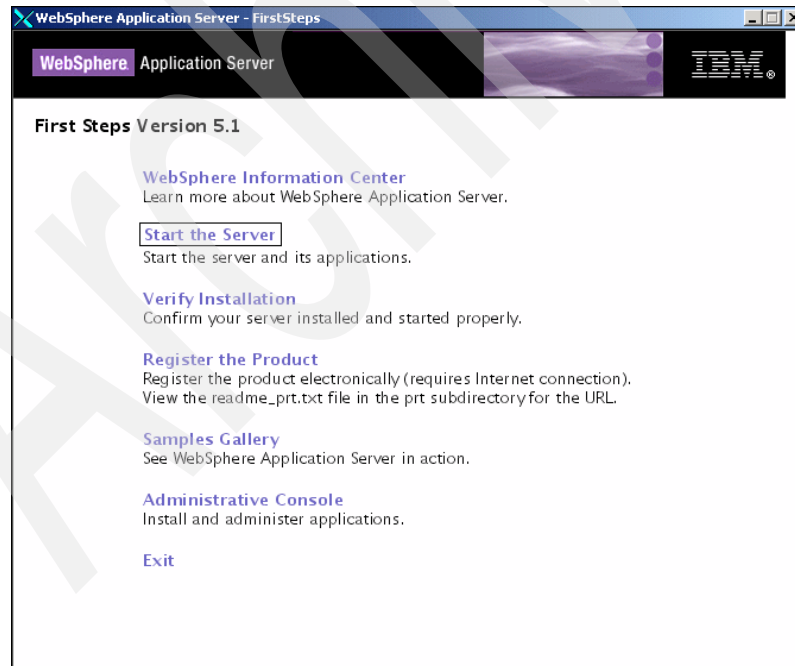 WebSphere Application Server - FirstSteps
WebSphere. Application Server
IBM®
First Steps Version 5.1
WebSphere Information Center
Learn more about WebSphere Application Server.
Start the Server
Start the server and its applications.
Verify Installation
Confirm your server installed and started properly.
Register the Product
Register the product electronically (requires Internet connection).
View the readme_prt.txt file in the prt subdirectory for the URL.
Samples Gallery
See WebSphere Application Server in action.
Administrative Console
Install and administer applications.
Exit